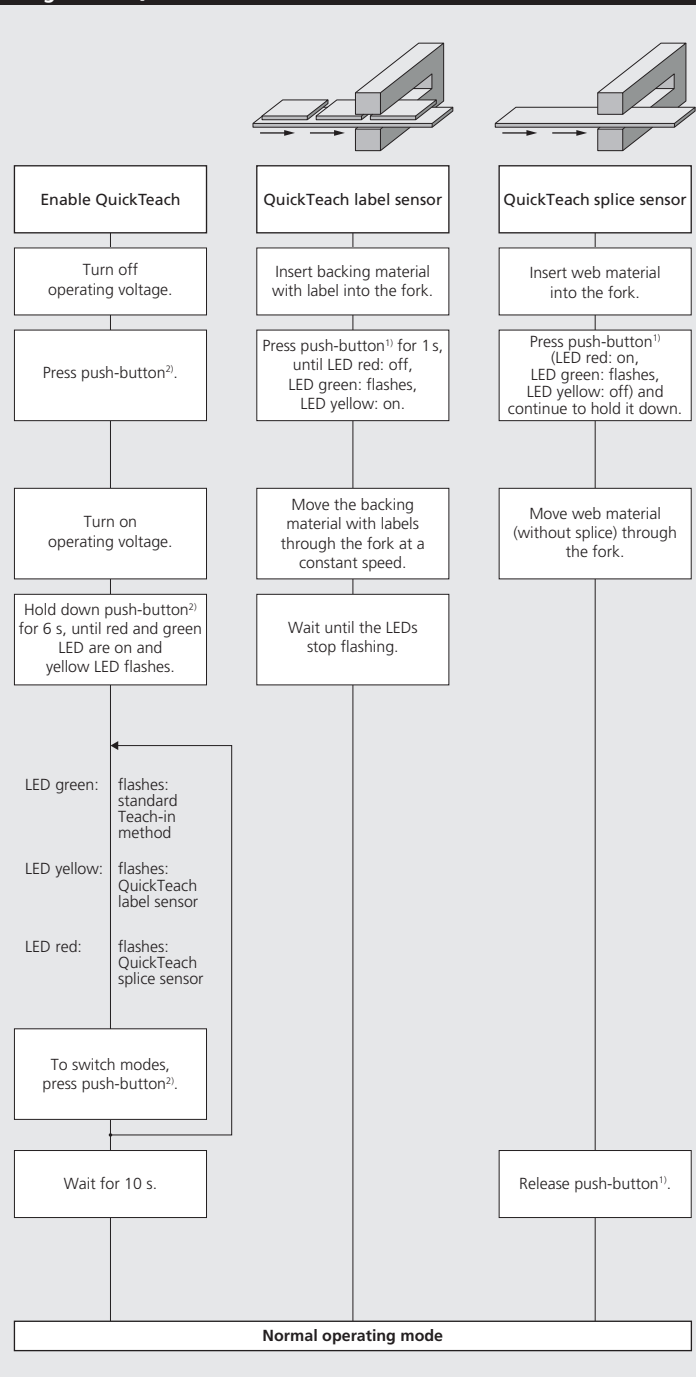 Enable QuickTeach
Turn off
operating voltage.
Press push-button2).
Turn on
operating voltage.
Hold down push-button2)
for 6 s, until red and green
LED are on and
yellow LED flashes.
LED green: flashes:
standard
Teach-in
method
LED yellow: flashes:
QuickTeach
label sensor
LED red: flashes:
QuickTeach
splice sensor
To switch modes,
press push-button2).
Wait for 10 s.
QuickTeach label sensor
Insert backing material
with label into the fork.
Press push-button1) for 1 s,
until LED red: off,
LED green: flashes,
LED yellow: on.
Move the backing
material with labels
through the fork at a
constant speed.
Wait until the LEDs
stop flashing.
QuickTeach splice sensor
Insert web material
into the fork.
Press push-button1)
(LED red: on,
LED green: flashes,
LED yellow: off) and
continue to hold it down.
Move web material
(without splice) through
the fork.
Release push-button1).
Normal operating mode